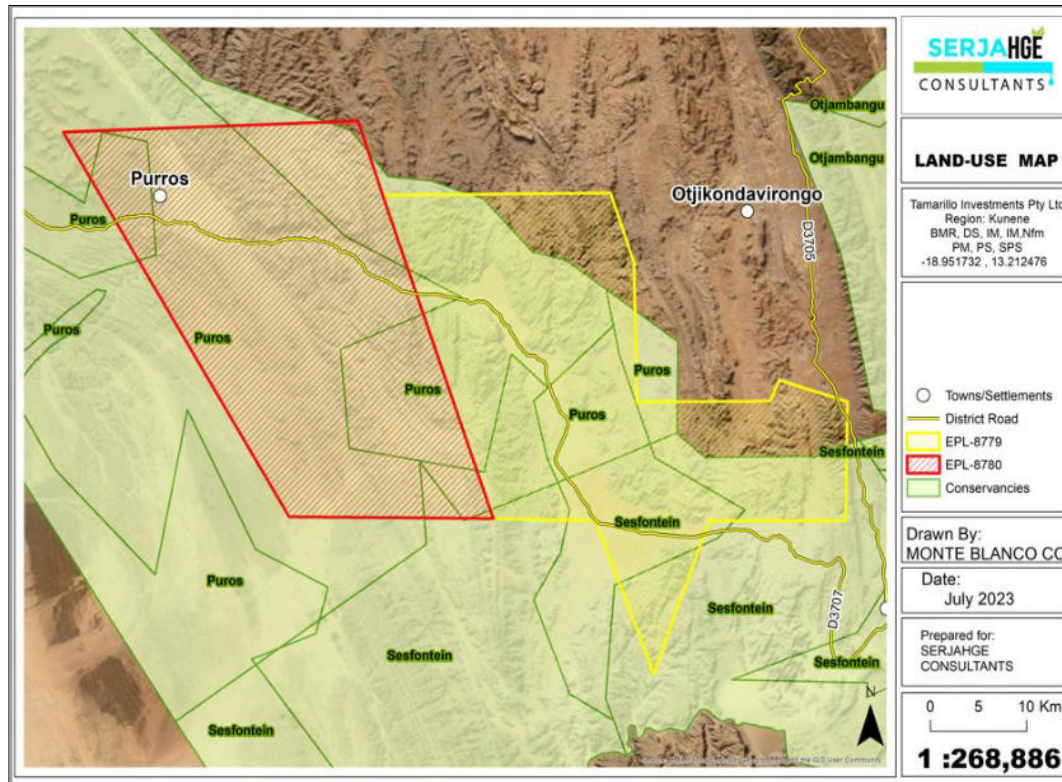 Otjambangu
Otjambangu
Purros
Otjikondavirongo
Puros
D3705
Puros
Puros
Puros
Puros
Puros
Sesfontein
Sesfontein
Puros
Sesfontein
D3707
Sesfontein
Sesfontein
Sesfontein
N
SERJAHGE
CONSULTANTS
LAND-USE MAP
Tamarillo Investments Pty Ltd
Region: Kunene
BMR, DS, IM, IM,Nfm
PM, PS, SPS
-18.951732 , 13.212476
Towns/Settlements
District Road
EPL-8779
EPL-8780
Conservancies
Drawn By:
MONTE BLANCO CC
Date:
July 2023
Prepared for:
SERJAHGE
CONSULTANTS
0 5 10 Km
1 :268,886